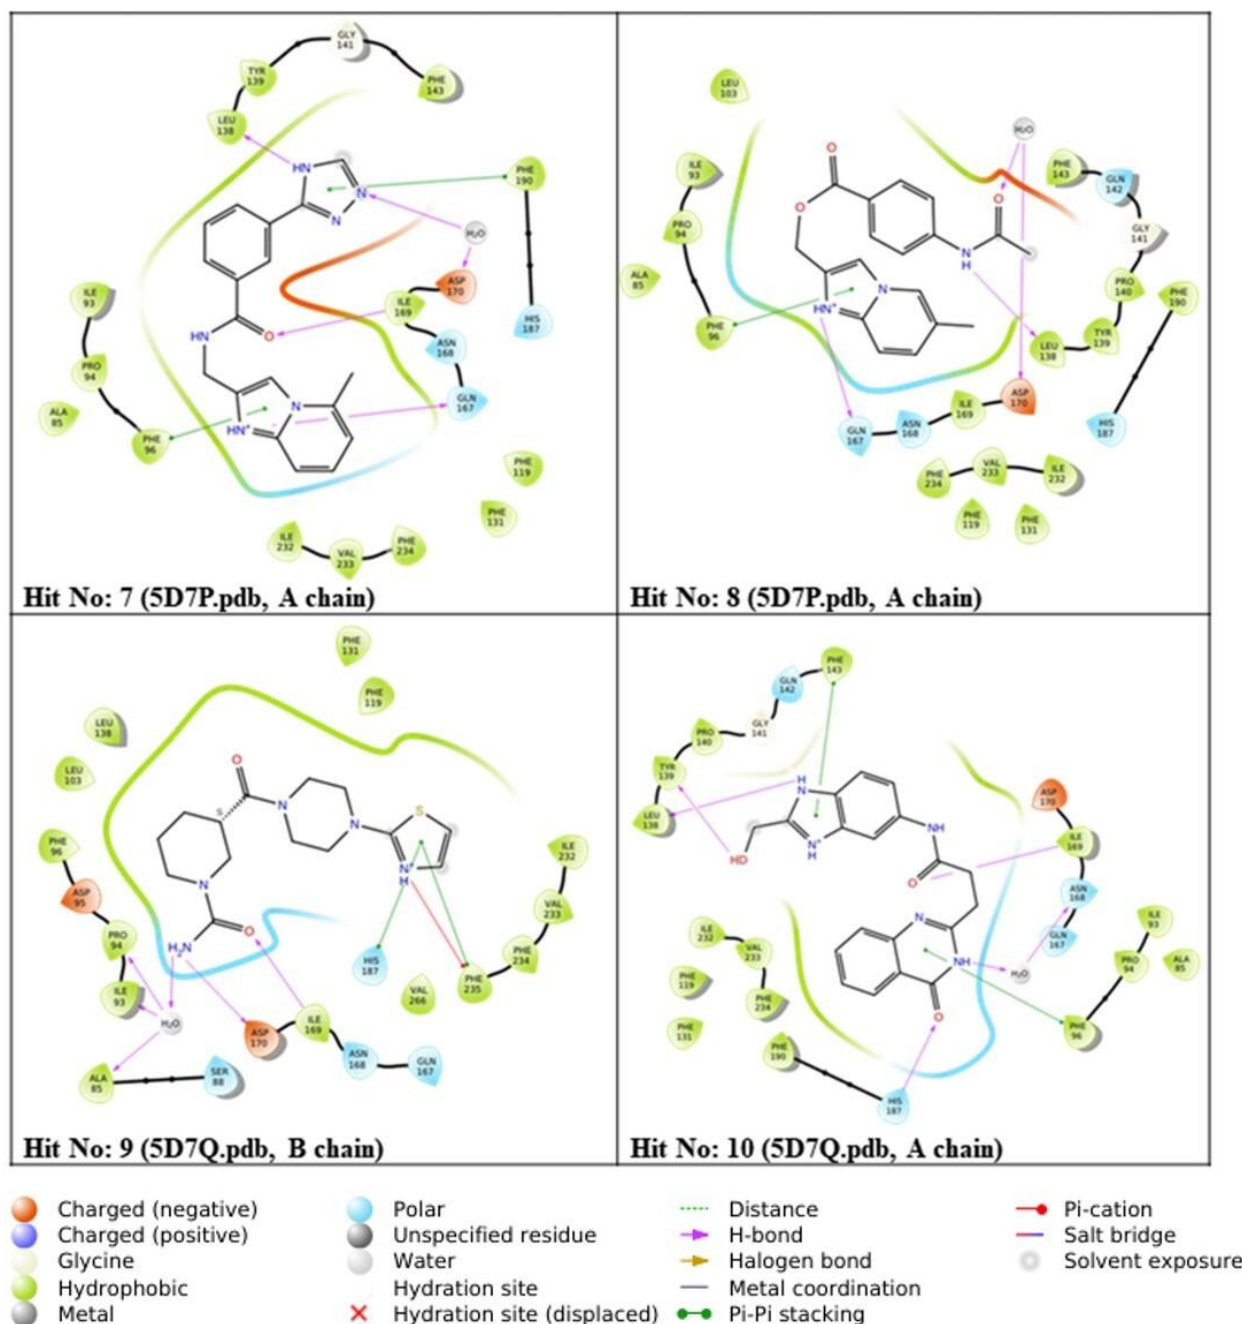 GLY
141
TYR
139
PHE
143
LEU
138
HN
N
N
PHE
190
H₂O
ASP
170
ILE
169
O
ASN
168
HIS
187
ILE
93
HN
PRO
94
ALA
85
PHE
96
N
HN⁺
GLN
167
PHE
119
PHE
131
ILE
232
VAL
233
PHE
234
Hit No: 7 (5D7P.pdb, A chain)
LEU
103
H₂O
O
ILE
93
PHE
143
GLN
142
O
O
PRO
94
GLY
141
N
H
ALA
85
PRO
140
PHE
190
N
HN⁺
PHE
96
TYR
139
LEU
138
ASP
170
ILE
169
ASN
168
GLN
167
HIS
187
PHE
234
VAL
233
ILE
232
PHE
119
PHE
131
Hit No: 8 (5D7P.pdb, A chain)
PHE
131
PHE
119
LEU
138
LEU
103
O
S
S
N
N
N⁺
H
PHE
96
ASP
95
PRO
94
N
O
H₂N
ILE
232
VAL
233
PHE
234
PHE
235
HIS
187
VAL
266
ILE
93
H₂O
ASP
170
ILE
169
ASN
168
GLN
167
ALA
85
SER
88
Hit No: 9 (5D7Q.pdb, B chain)
PHE
143
GLN
142
GLY
141
PRO
140
TYR
139
LEU
138
H
N
N⁺
H
HO
NH
O
ASP
170
ILE
169
ASN
168
GLN
167
N
NH
H₂O
O
ILE
93
PRO
94
ALA
85
PHE
96
ILE
232
VAL
233
PHE
119
PHE
234
PHE
131
PHE
190
HIS
187
Hit No: 10 (5D7Q.pdb, A chain)
Charged (negative)
Charged (positive)
Glycine
Hydrophobic
Metal
Polar
Unspecified residue
Water
Hydration site
Hydration site (displaced)
Distance
H-bond
Halogen bond
Metal coordination
Pi-Pi stacking
Pi-cation
Salt bridge
Solvent exposure